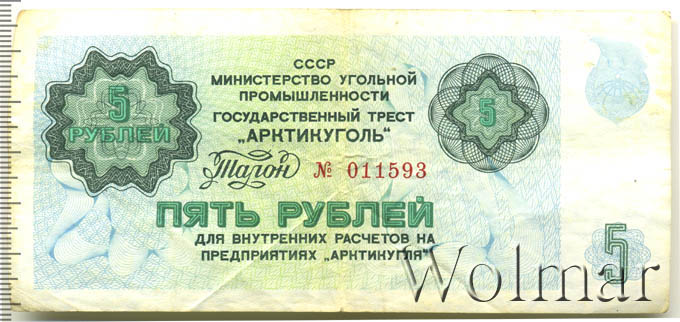 5
РУБЛЕЙ
СССР
МИНИСТЕРСТВО УГОЛЬНОЙ
ПРОМЫШЛЕННОСТИ
ГОСУДАРСТВЕННЫЙ ТРЕСТ
„АРКТИКУГОЛЬ"
5
Талон № 011593
ПЯТЬ РУБЛЕЙ
ДЛЯ ВНУТРЕННИХ РАСЧЕТОВ НА
ПРЕДПРИЯТИЯХ „АРКТИКУГЛЯ"
5
Wolmar